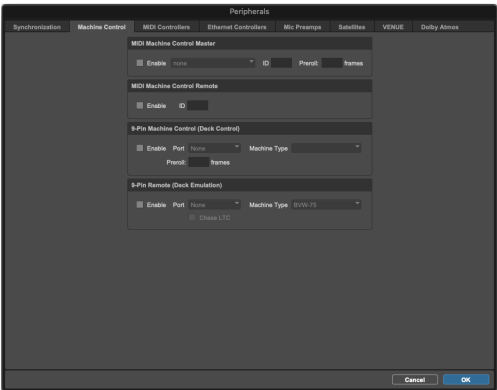 Peripherals
Synchronization Machine Control MIDI Controllers Ethernet Controllers Mic Preamps Satellites VENUE Dolby Atmos
MIDI Machine Control Master
Enable none ID Preroll: frames
MIDI Machine Control Remote
Enable ID
9-Pin Machine Control (Deck Control)
Enable Port None Machine Type
Preroll: frames
9-Pin Remote (Deck Emulation)
Enable Port None Machine Type BVW-75
Chase LTC
Cancel OK